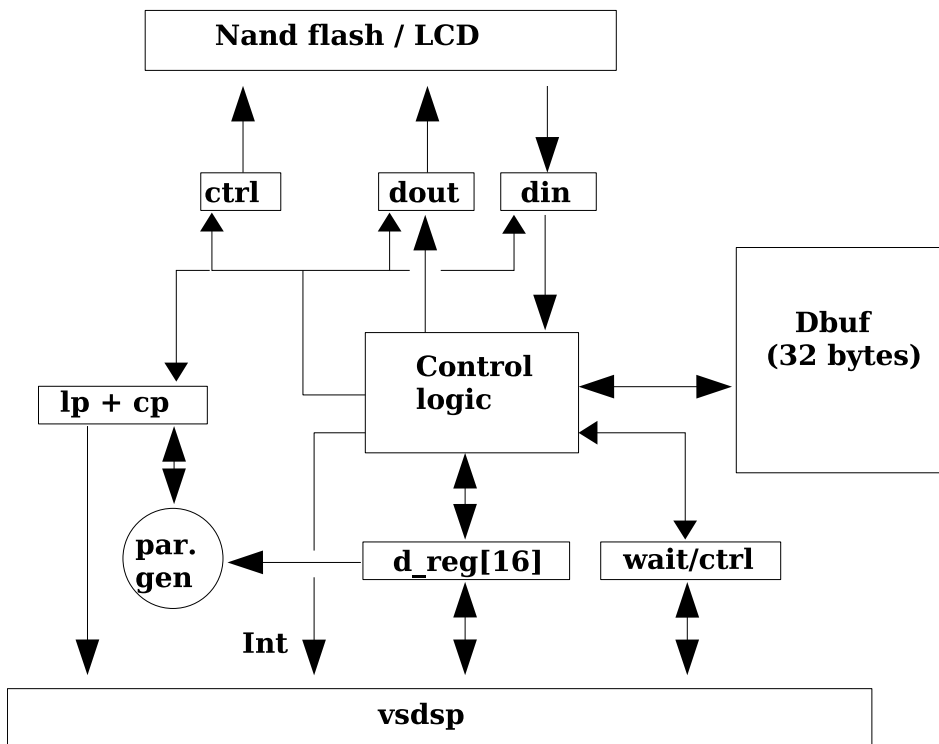 Nand flash / LCD
ctrl
dout
din
Dbuf
(32 bytes)
Control
logic
lp + cp
par.
gen
d_reg[16]
wait/ctrl
Int
vsdsp